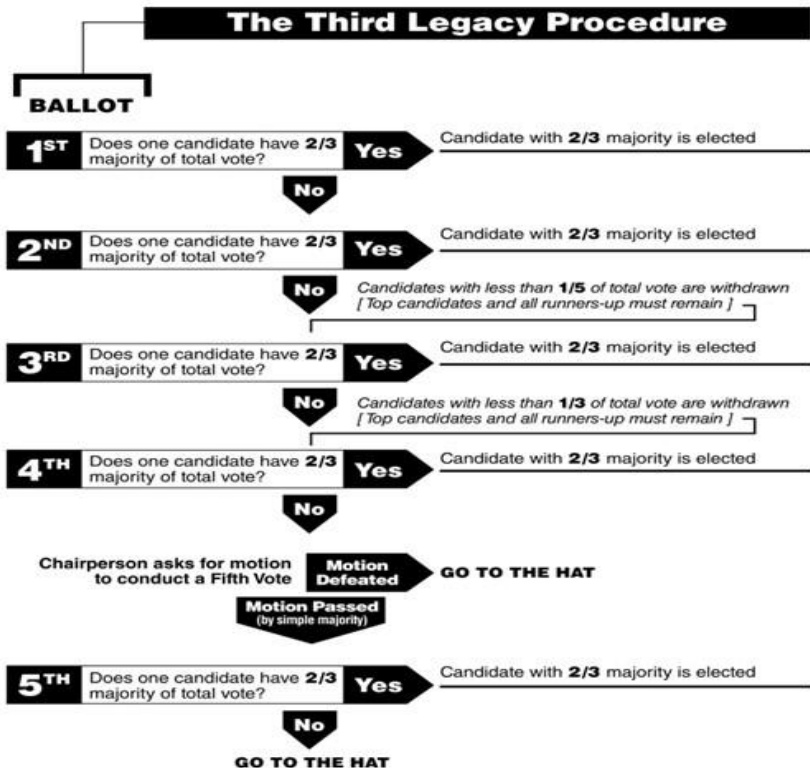 The Third Legacy Procedure
BALLOT
1ST Does one candidate have 2/3
majority of total vote?
Yes
Candidate with 2/3 majority is elected
No
2ND Does one candidate have 2/3
majority of total vote?
Yes
Candidate with 2/3 majority is elected
No
Candidates with less than 1/5 of total vote are withdrawn
[ Top candidates and all runners-up must remain ]
3RD Does one candidate have 2/3
majority of total vote?
Yes
Candidate with 2/3 majority is elected
No
Candidates with less than 1/3 of total vote are withdrawn
[ Top candidates and all runners-up must remain ]
4TH Does one candidate have 2/3
majority of total vote?
Yes
Candidate with 2/3 majority is elected
No
Chairperson asks for motion
to conduct a Fifth Vote
Motion
Defeated
GO TO THE HAT
Motion Passed
(by simple majority)
5TH Does one candidate have 2/3
majority of total vote?
Yes
Candidate with 2/3 majority is elected
No
GO TO THE HAT